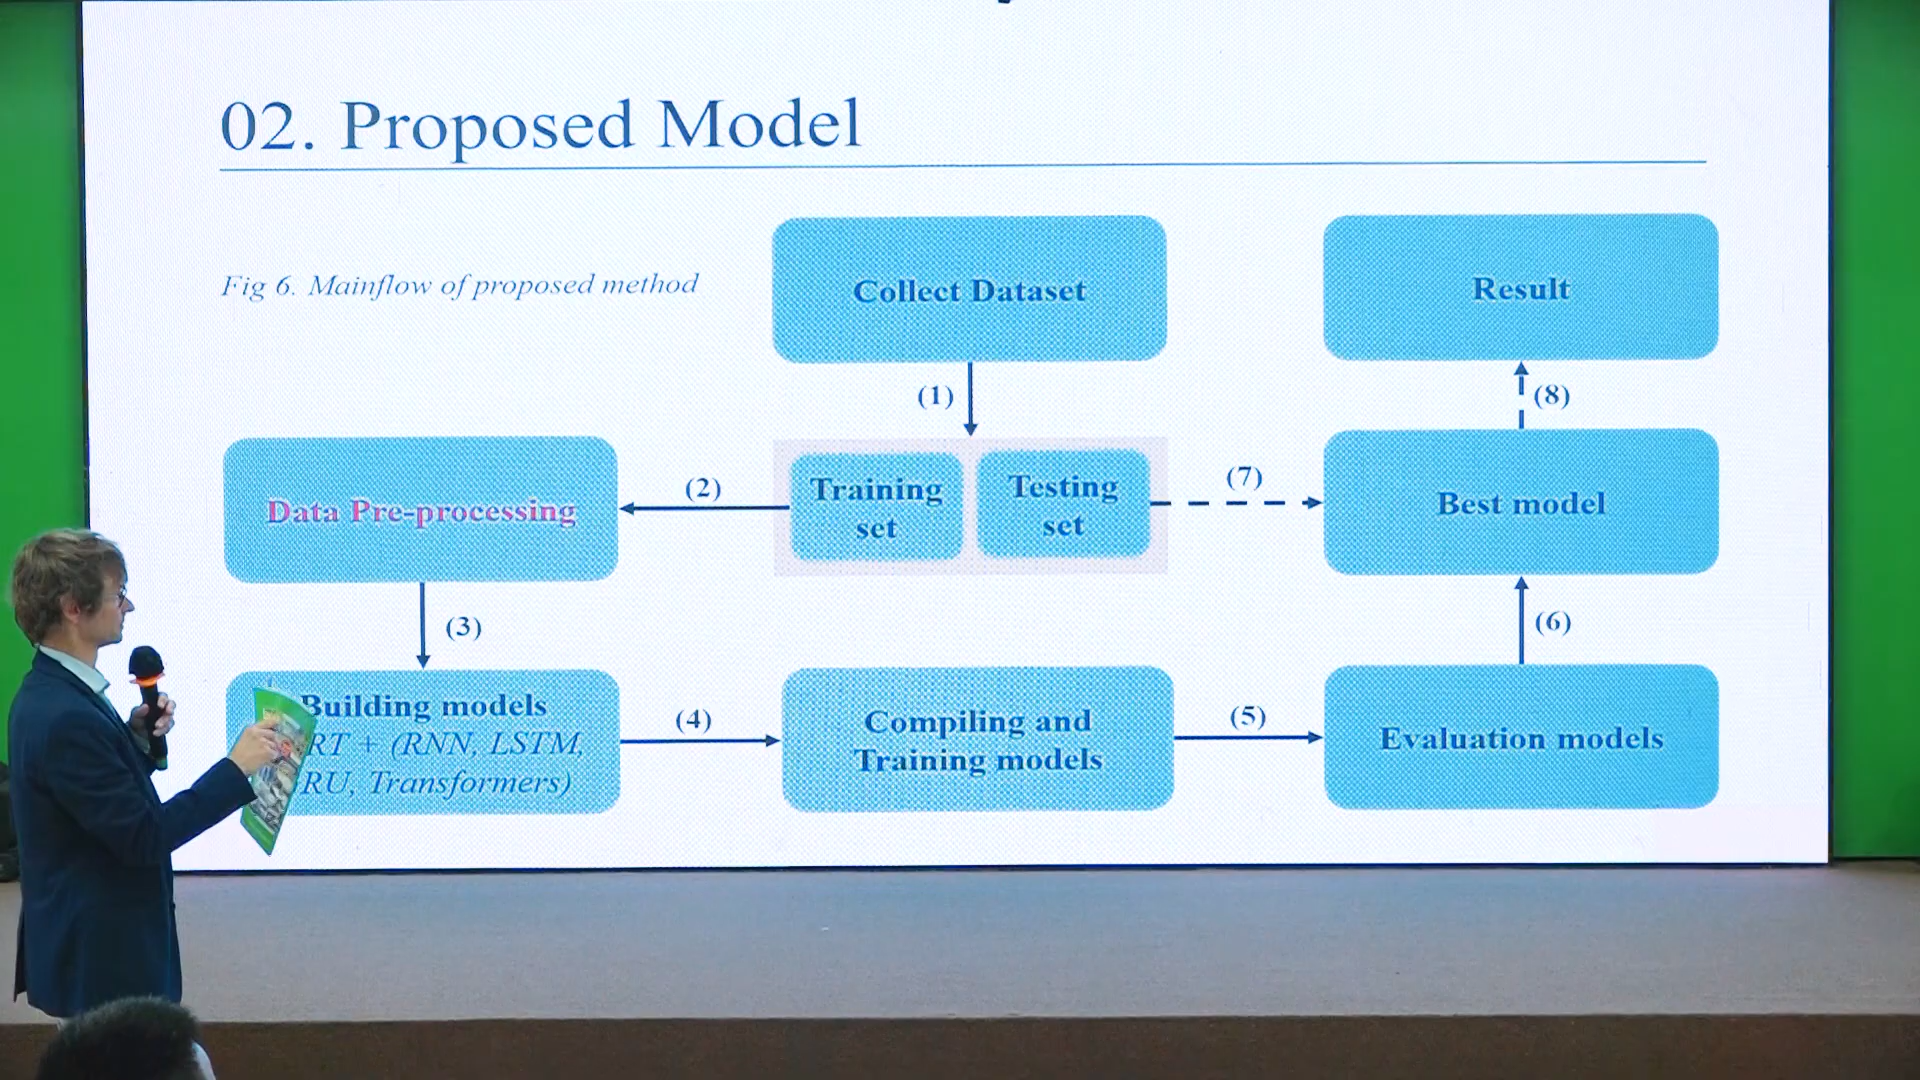 02. Proposed Model
Fig 6. Mainflow of proposed method
Collect Dataset
Result
(1)
(8)
Data Pre-processing
(2)
Training
set
Testing
set
(7)
Best model
(3)
(6)
Building models
+ (RNN, LSTM,
Transformers)
(4)
Compiling and
Training models
(5)
Evaluation models